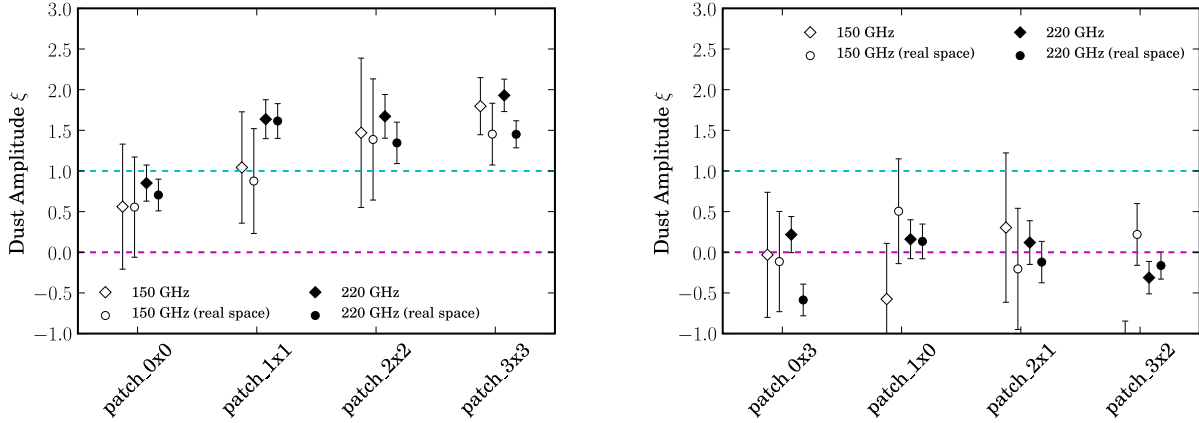 3.0
2.5
2.0
1.5
1.0
0.5
0.0
−0.5
−1.0
Dust Amplitude ξ
150 GHz
220 GHz
150 GHz (real space)
220 GHz (real space)
patch_0x0
patch_1x1
patch_2x2
patch_3x3
3.0
2.5
2.0
1.5
1.0
0.5
0.0
−0.5
−1.0
Dust Amplitude ξ
150 GHz
220 GHz
150 GHz (real space)
220 GHz (real space)
patch_0x3
patch_1x0
patch_2x1
patch_3x2